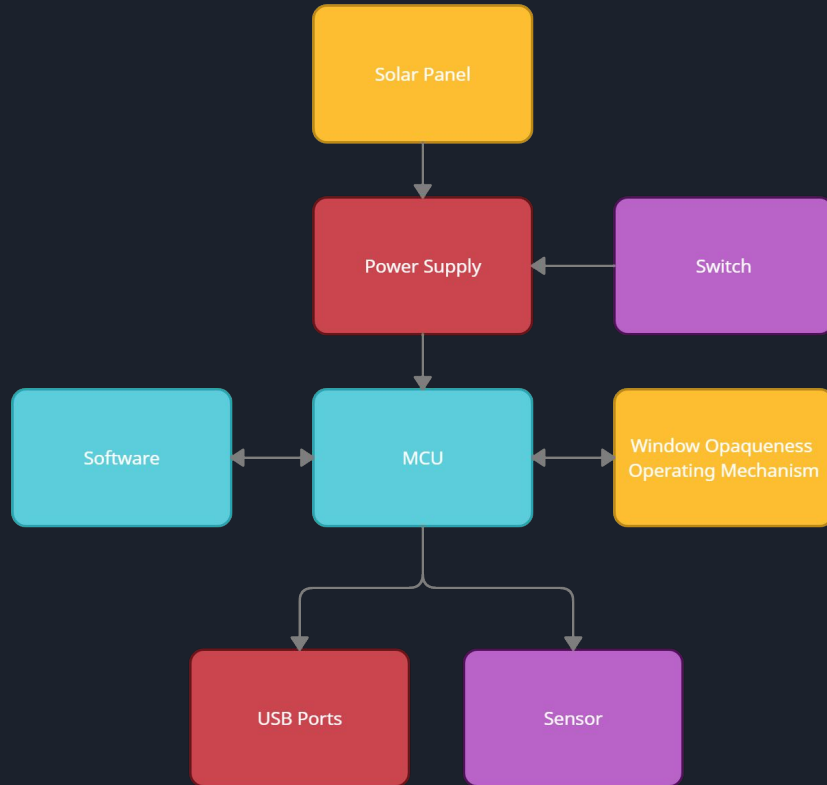 Solar Panel
Power Supply
Switch
Software
MCU
Window Opaqueness
Operating Mechanism
USB Ports
Sensor